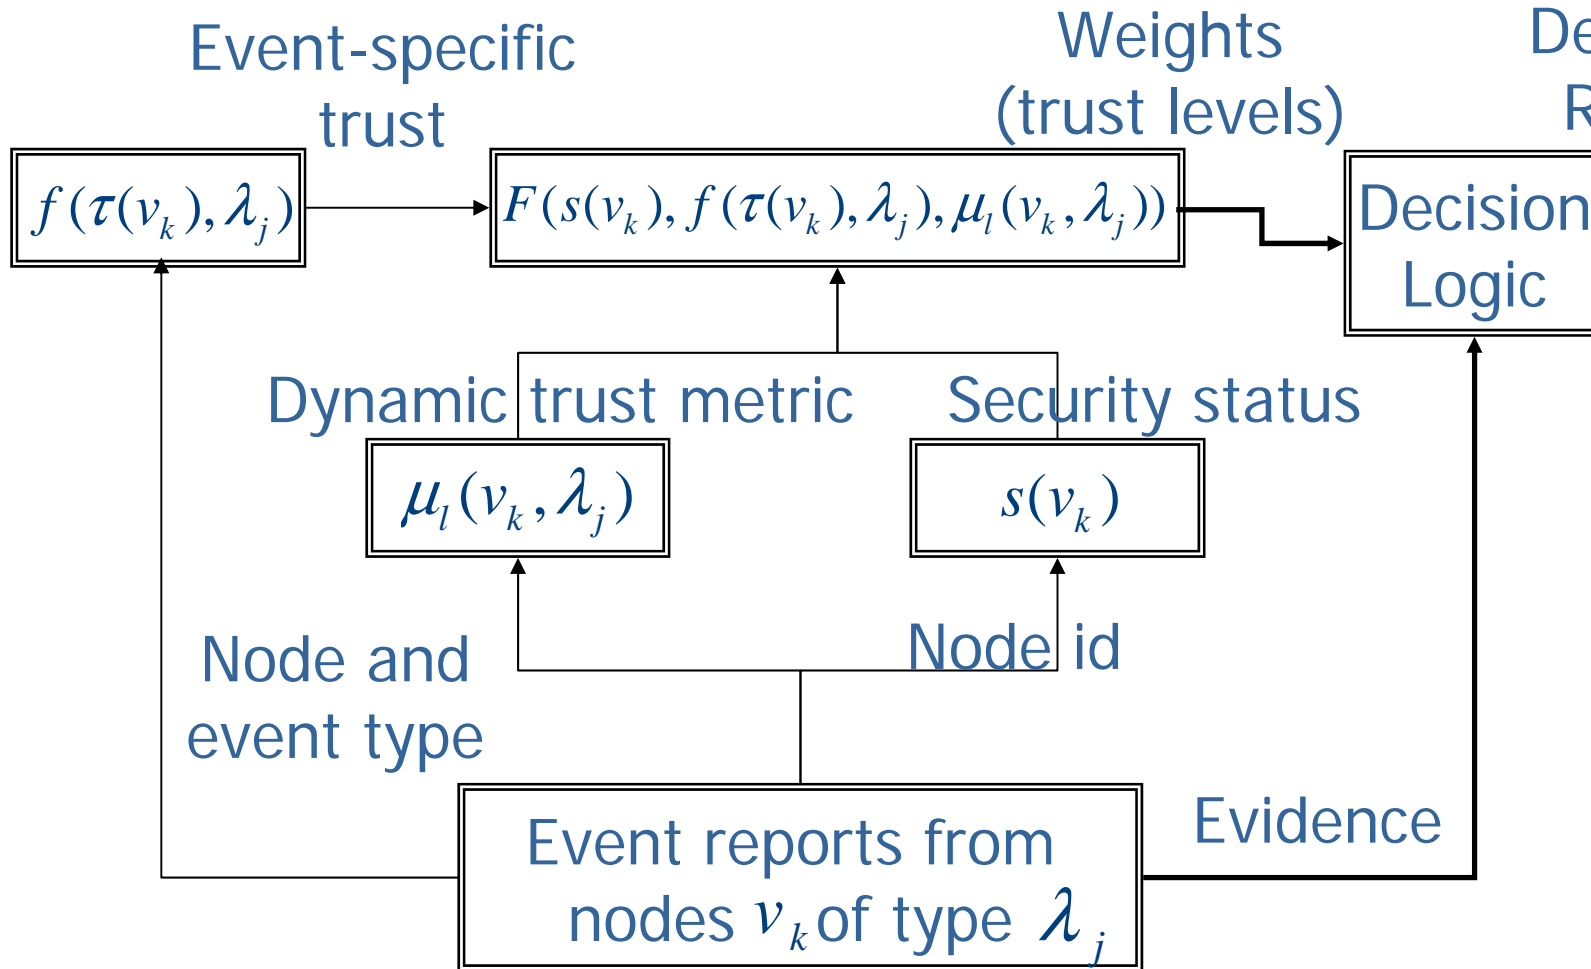 Event-specific
trust
Weights
(trust levels)
f(τ(v_k), λ_j)
F(s(v_k), f(τ(v_k), λ_j), μ_l(v_k, λ_j))
Decision
Logic
Dynamic trust metric
Security status
μ_l(v_k, λ_j)
s(v_k)
Node and
event type
Node id
Event reports from
nodes v_k of type λ_j
Evidence